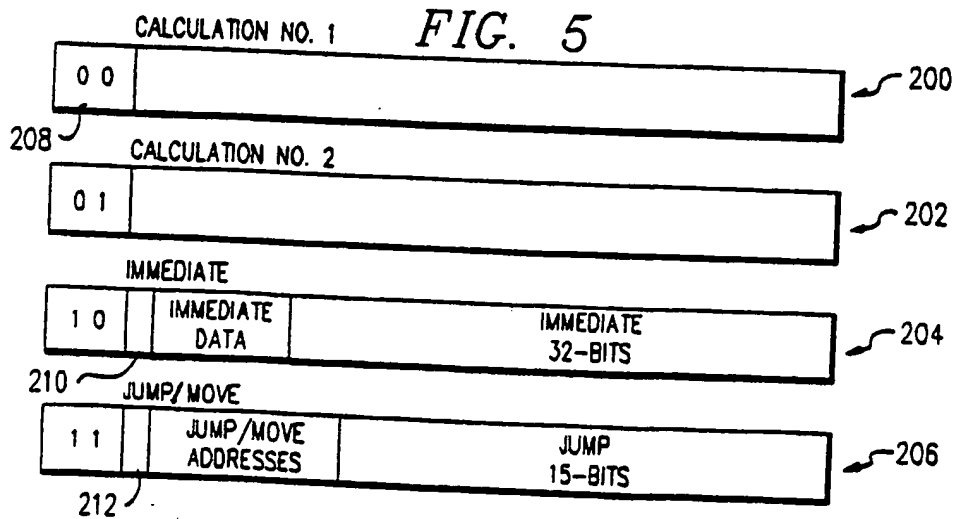 FIG. 5
CALCULATION NO. 1
0 0
200
208
CALCULATION NO. 2
0 1
202
IMMEDIATE
1 0
IMMEDIATE
DATA
IMMEDIATE
32-BITS
204
210
JUMP/MOVE
1 1
JUMP/MOVE
ADDRESSES
JUMP
15-BITS
206
212